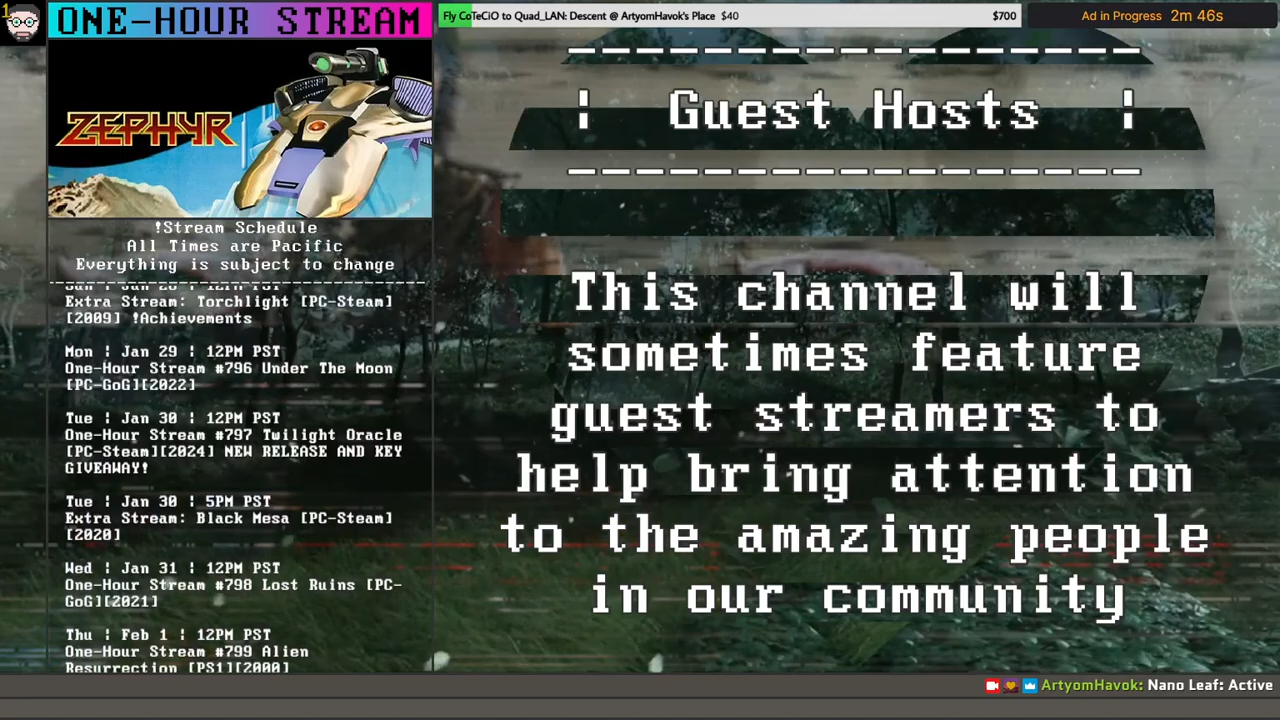 1
ONE-HOUR STREAM
Fly CoTeCiO to Quad_LAN: Descent @ ArtyomHavok's Place $40
$700
Ad in Progress 2m 46s
ZEPHYR
!Stream Schedule
All Times are Pacific
Everything is subject to change
Extra Stream: Torchlight [PC-Steam]
[2009] !Achievements
Mon ¦ Jan 29 ¦ 12PM PST
One-Hour Stream #796 Under The Moon
[PC-GoG][2022]
Tue ¦ Jan 30 ¦ 12PM PST
One-Hour Stream #797 Twilight Oracle
[PC-Steam][2024] NEW RELEASE AND KEY
GIVEAWAY!
Tue ¦ Jan 30 ¦ 5PM PST
Extra Stream: Black Mesa [PC-Steam]
[2020]
Wed ¦ Jan 31 ¦ 12PM PST
One-Hour Stream #798 Lost Ruins [PC-
GoG][2021]
Thu ¦ Feb 1 ¦ 12PM PST
One-Hour Stream #799 Alien
Resurrection [PS1][2000]
-----------------
¦ Guest Hosts ¦
-----------------
This channel will
sometimes feature
guest streamers to
help bring attention
to the amazing people
in our community
ArtyomHavok: Nano Leaf: Active